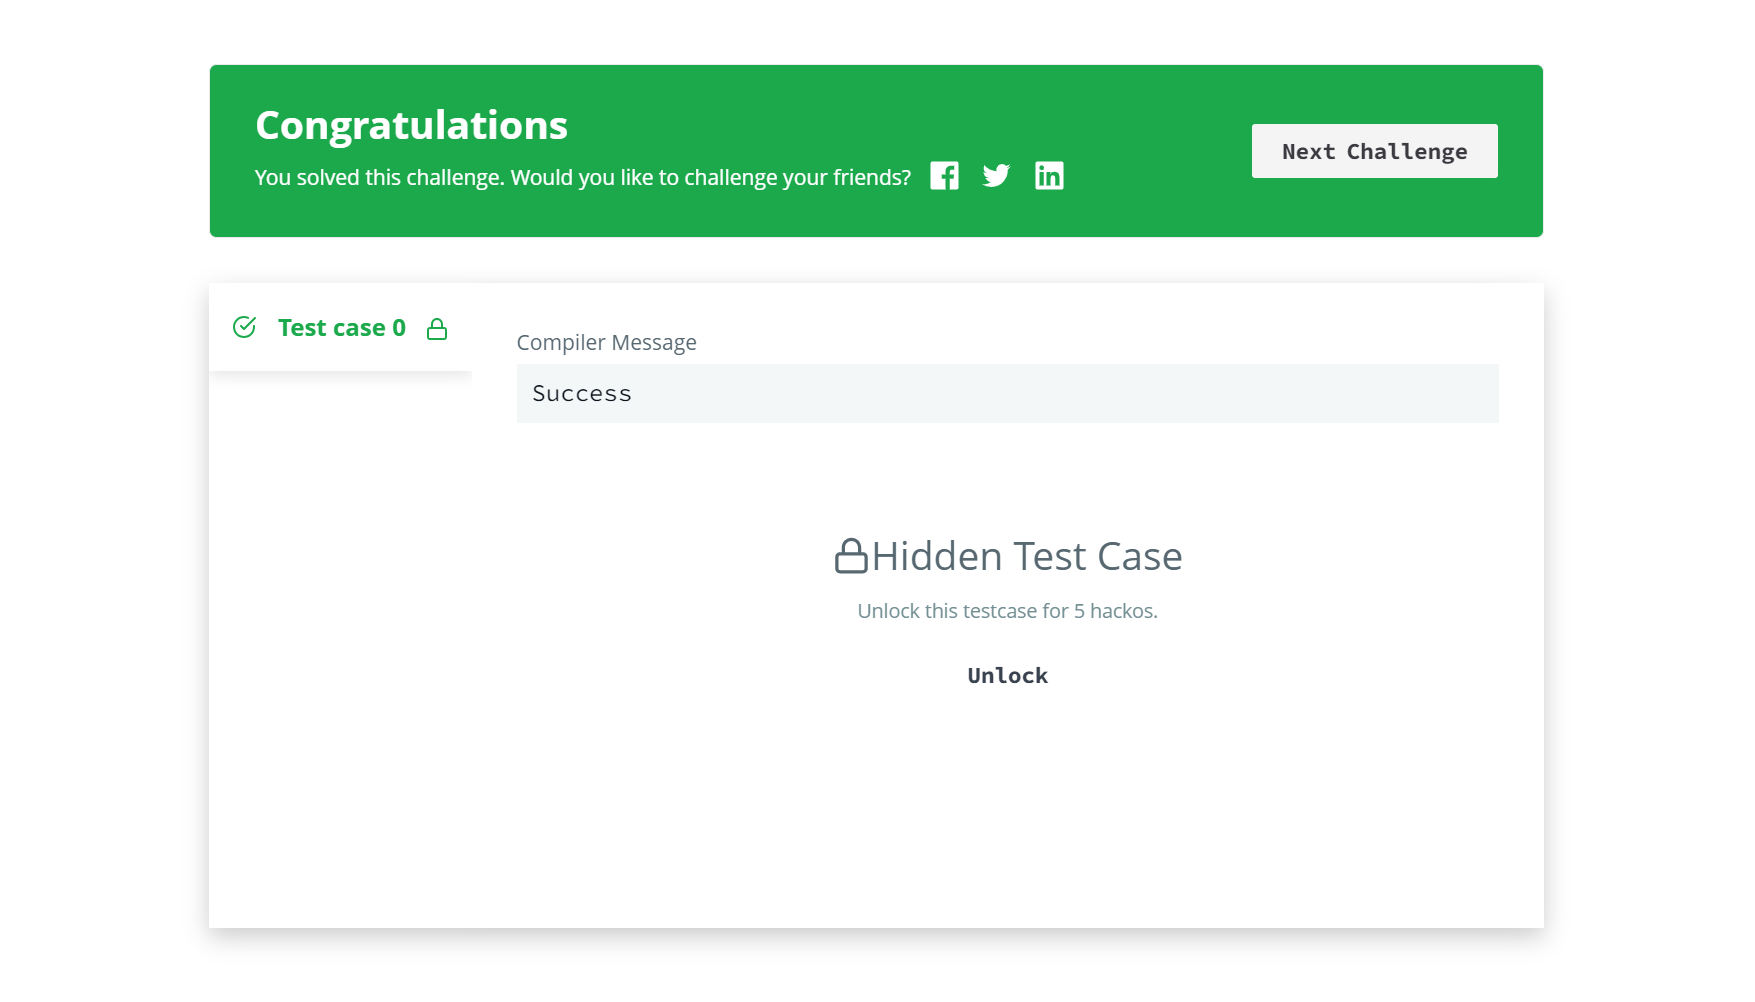 Congratulations
You solved this challenge. Would you like to challenge your friends?
Next Challenge
Test case 0
Compiler Message
Success
Hidden Test Case
Unlock this testcase for 5 hackos.
Unlock